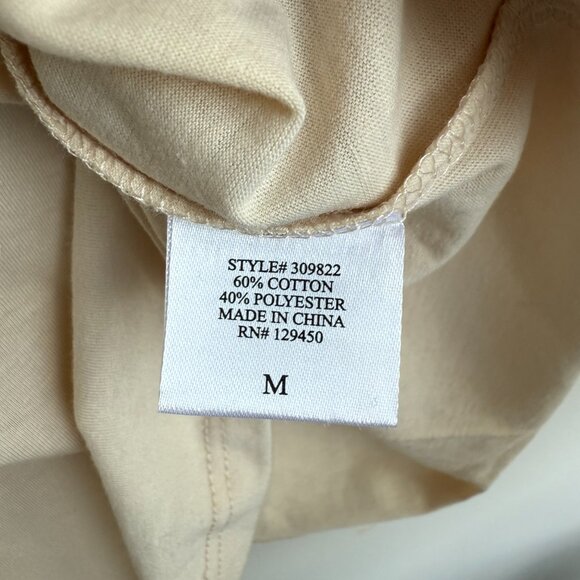 STYLE# 309822
60% COTTON
40% POLYESTER
MADE IN CHINA
RN# 129450
M